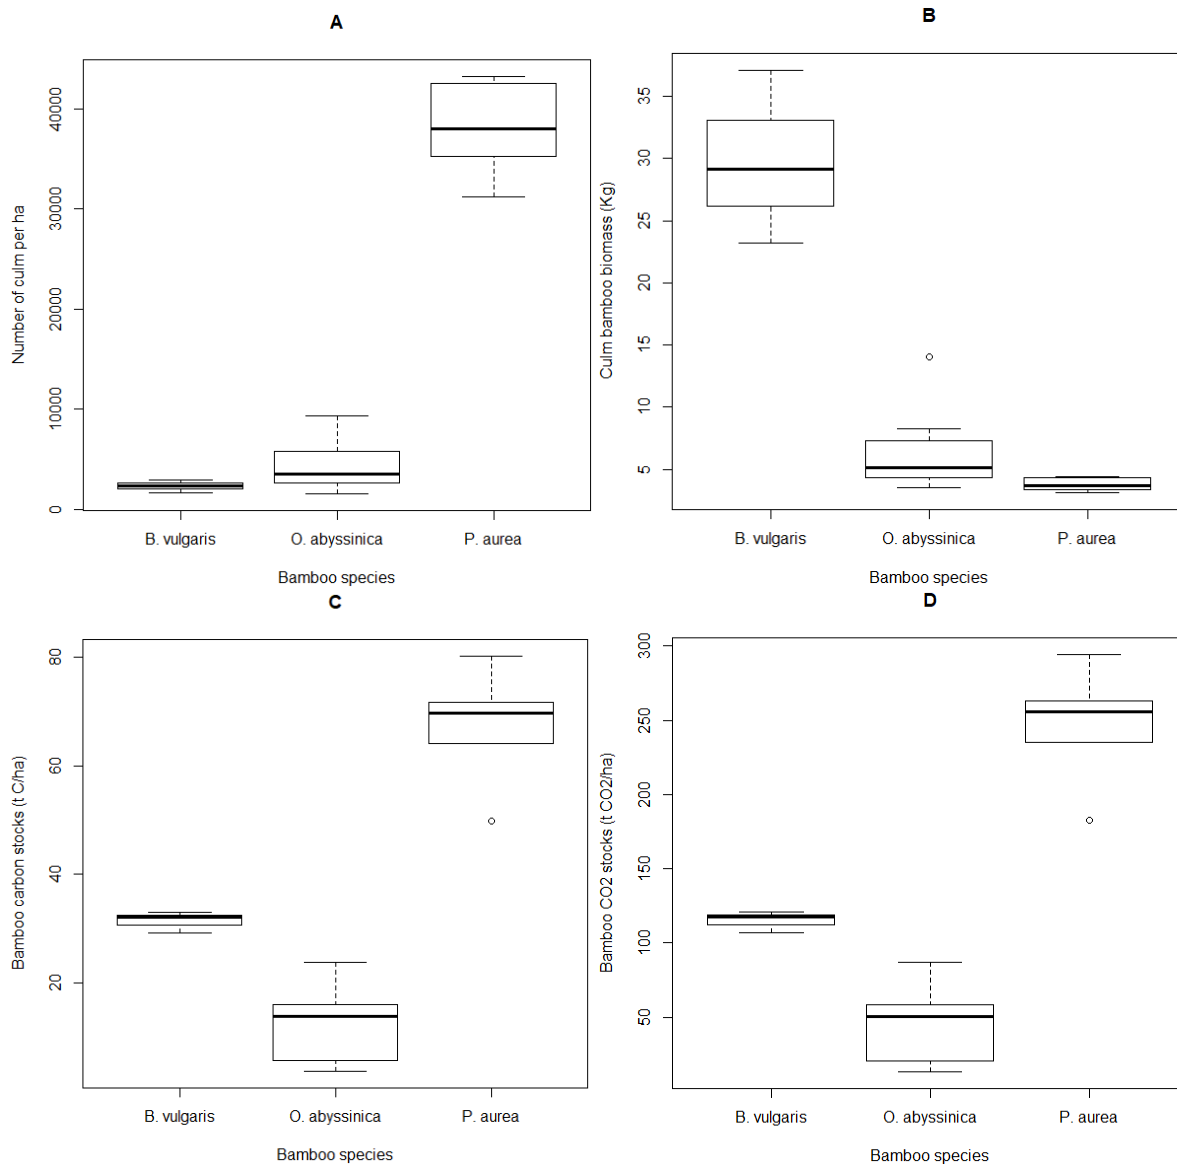 A
Number of culm per ha
40000
30000
20000
10000
0
B. vulgaris O. abyssinica P. aurea
Bamboo species
B
Culm bamboo biomass (Kg)
35
30
25
20
15
10
5
B. vulgaris O. abyssinica P. aurea
Bamboo species
C
Bamboo carbon stocks (t C/ha)
80
60
40
20
B. vulgaris O. abyssinica P. aurea
Bamboo species
D
Bamboo CO2 stocks (t CO2/ha)
300
250
200
150
100
50
B. vulgaris O. abyssinica P. aurea
Bamboo species